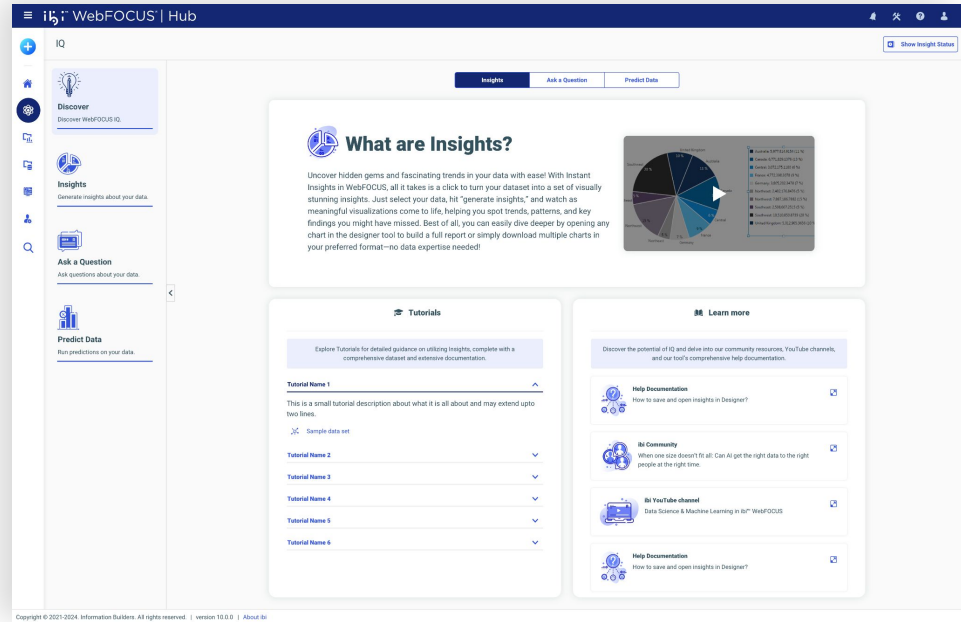 ibi™ WebFOCUS® | Hub
IQ
Show Insight Status
Discover
Discover WebFOCUS IQ.
Insights
Generate insights about your data.
Ask a Question
Ask questions about your data.
Predict Data
Run predictions on your data.
Insights
Ask a Question
Predict Data
What are Insights?
Uncover hidden gems and fascinating trends in your data with ease! With Instant
Insights in WebFOCUS, all it takes is a click to turn your dataset into a set of visually
stunning insights. Just select your data, hit "generate insights," and watch as
meaningful visualizations come to life, helping you spot trends, patterns, and key
findings you might have missed. Best of all, you can easily dive deeper by opening any
chart in the designer tool to build a full report or simply download multiple charts in
your preferred format—no data expertise needed!
Tutorials
Explore Tutorials for detailed guidance on utilizing Insights, complete with a
comprehensive dataset and extensive documentation.
Tutorial Name 1
This is a small tutorial description about what it is all about and may extend upto
two lines.
Sample data set
Tutorial Name 2
Tutorial Name 3
Tutorial Name 4
Tutorial Name 5
Tutorial Name 6
Learn more
Discover the potential of IQ and delve into our community resources, YouTube channels,
and our tool's comprehensive help documentation.
Help Documentation
How to save and open insights in Designer?
ibi Community
When one size doesn't fit all: Can AI get the right data to the right
people at the right time.
ibi YouTube channel
Data Science & Machine Learning in ibi™ WebFOCUS
Help Documentation
How to save and open insights in Designer?
Copyright © 2021-2024. Information Builders. All rights reserved. | version 10.0.0 | About ibi